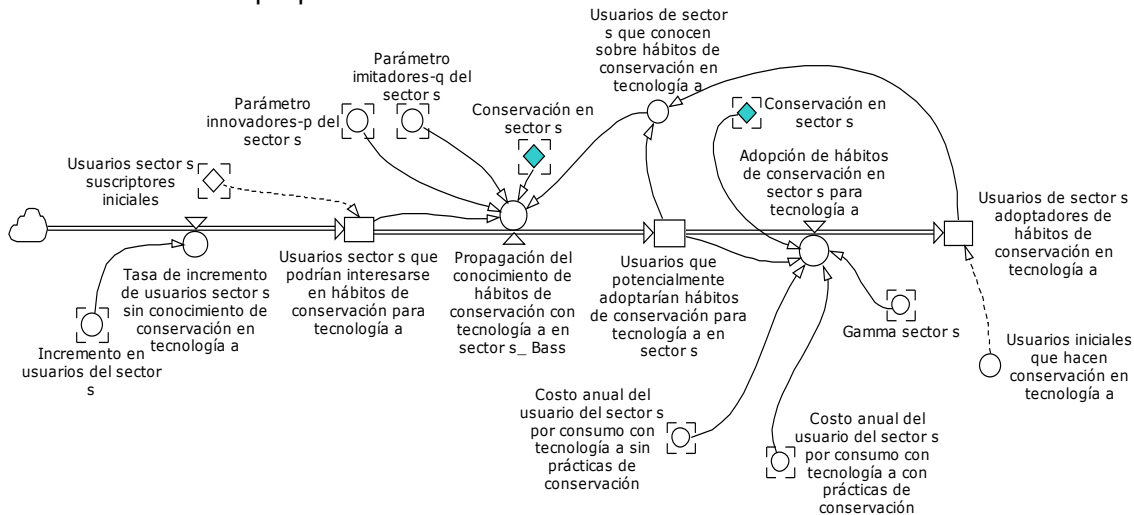 Usuarios de sector
s que conocen
sobre hábitos de
conservación en
tecnología a
Parámetro
imitadores-q del
sector s
Parámetro
innovadores-p del
sector s
Conservación en
sector s
Conservación en
sector s
Usuarios sector s
suscriptores
iniciales
Adopción de hábitos
de conservación en
sector s para
tecnología a
Usuarios de sector s
adoptadores de
hábitos de
conservación en
tecnología a
Tasa de incremento
de usuarios sector s
sin conocimiento de
conservación en
tecnología a
Usuarios sector s que
podrían interesarse
en hábitos de
conservación para
tecnología a
Propagación del
conocimiento de
hábitos de
conservación con
tecnología a en
sector s_ Bass
Usuarios que
potencialmente
adoptarían hábitos
de conservación para
tecnología a en
sector s
Gamma sector s
Incremento en
usuarios del sector
s
Usuarios iniciales
que hacen
conservación en
tecnología a
Costo anual del
usuario del sector s
por consumo con
tecnología a sin
prácticas de
conservación
Costo anual del
usuario del sector s
por consumo con
tecnología a con
prácticas de
conservación